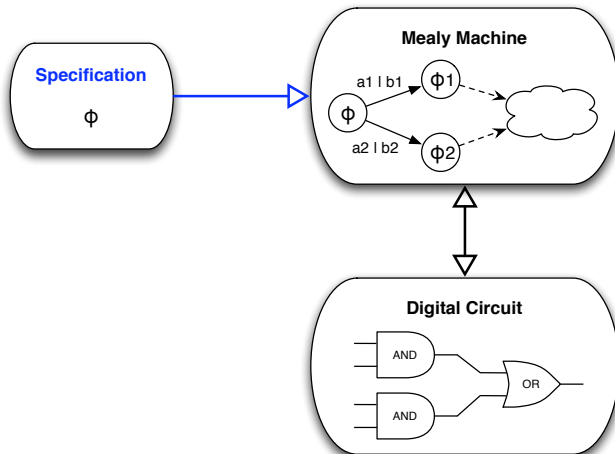 Specification
ϕ
Mealy Machine
a1 | b1
ϕ1
ϕ
a2 | b2
ϕ2
Digital Circuit
AND
OR
AND